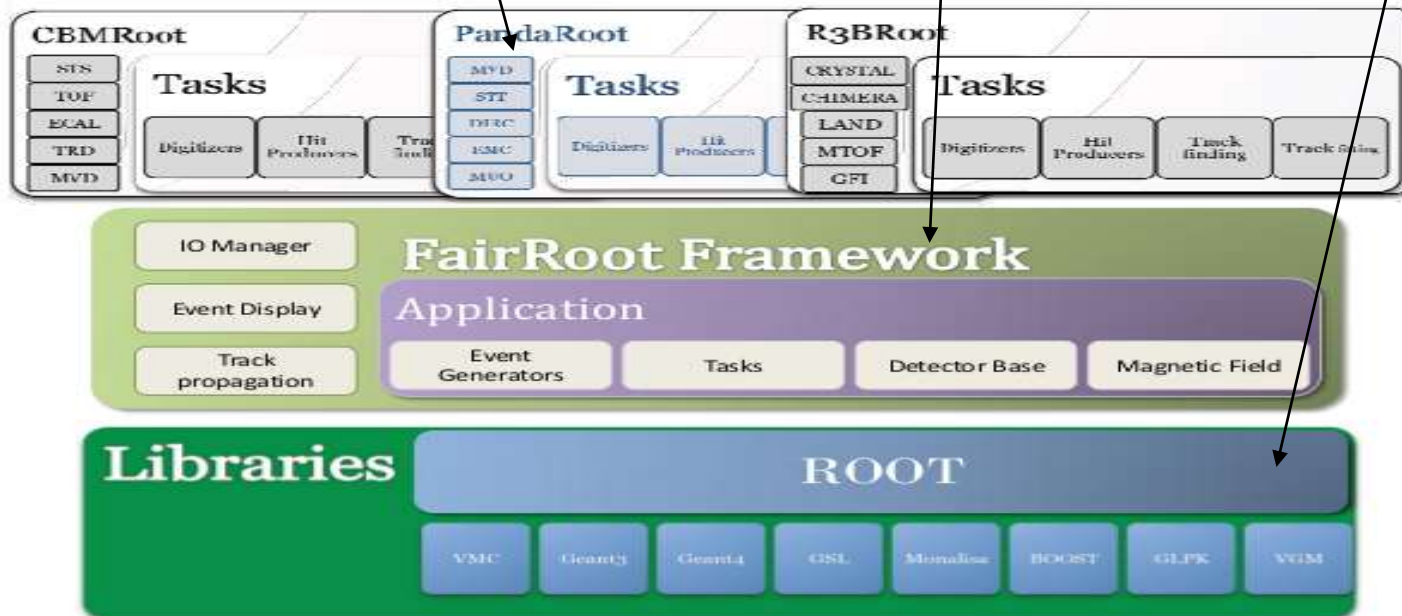 CBMRoot
STS
TOF
ECAL
TRD
MVD
Tasks
Digitizers
Hit
Producers
PandaRoot
MVD
STT
DIRC
EMC
MUO
Tasks
Digitizers
Hit
Producers
R3BRoot
CRYSTAL
CHIMERA
LAND
MTOF
GFI
Tasks
Digitizers
Hit
Producers
Track
finding
Track fitting
IO Manager
Event Display
Track
propagation
FairRoot Framework
Application
Event
Generators
Tasks
Detector Base
Magnetic Field
Libraries
ROOT
VMC
Geant3
Geant4
GSL
Monalisa
BOOST
GLPK
VGM